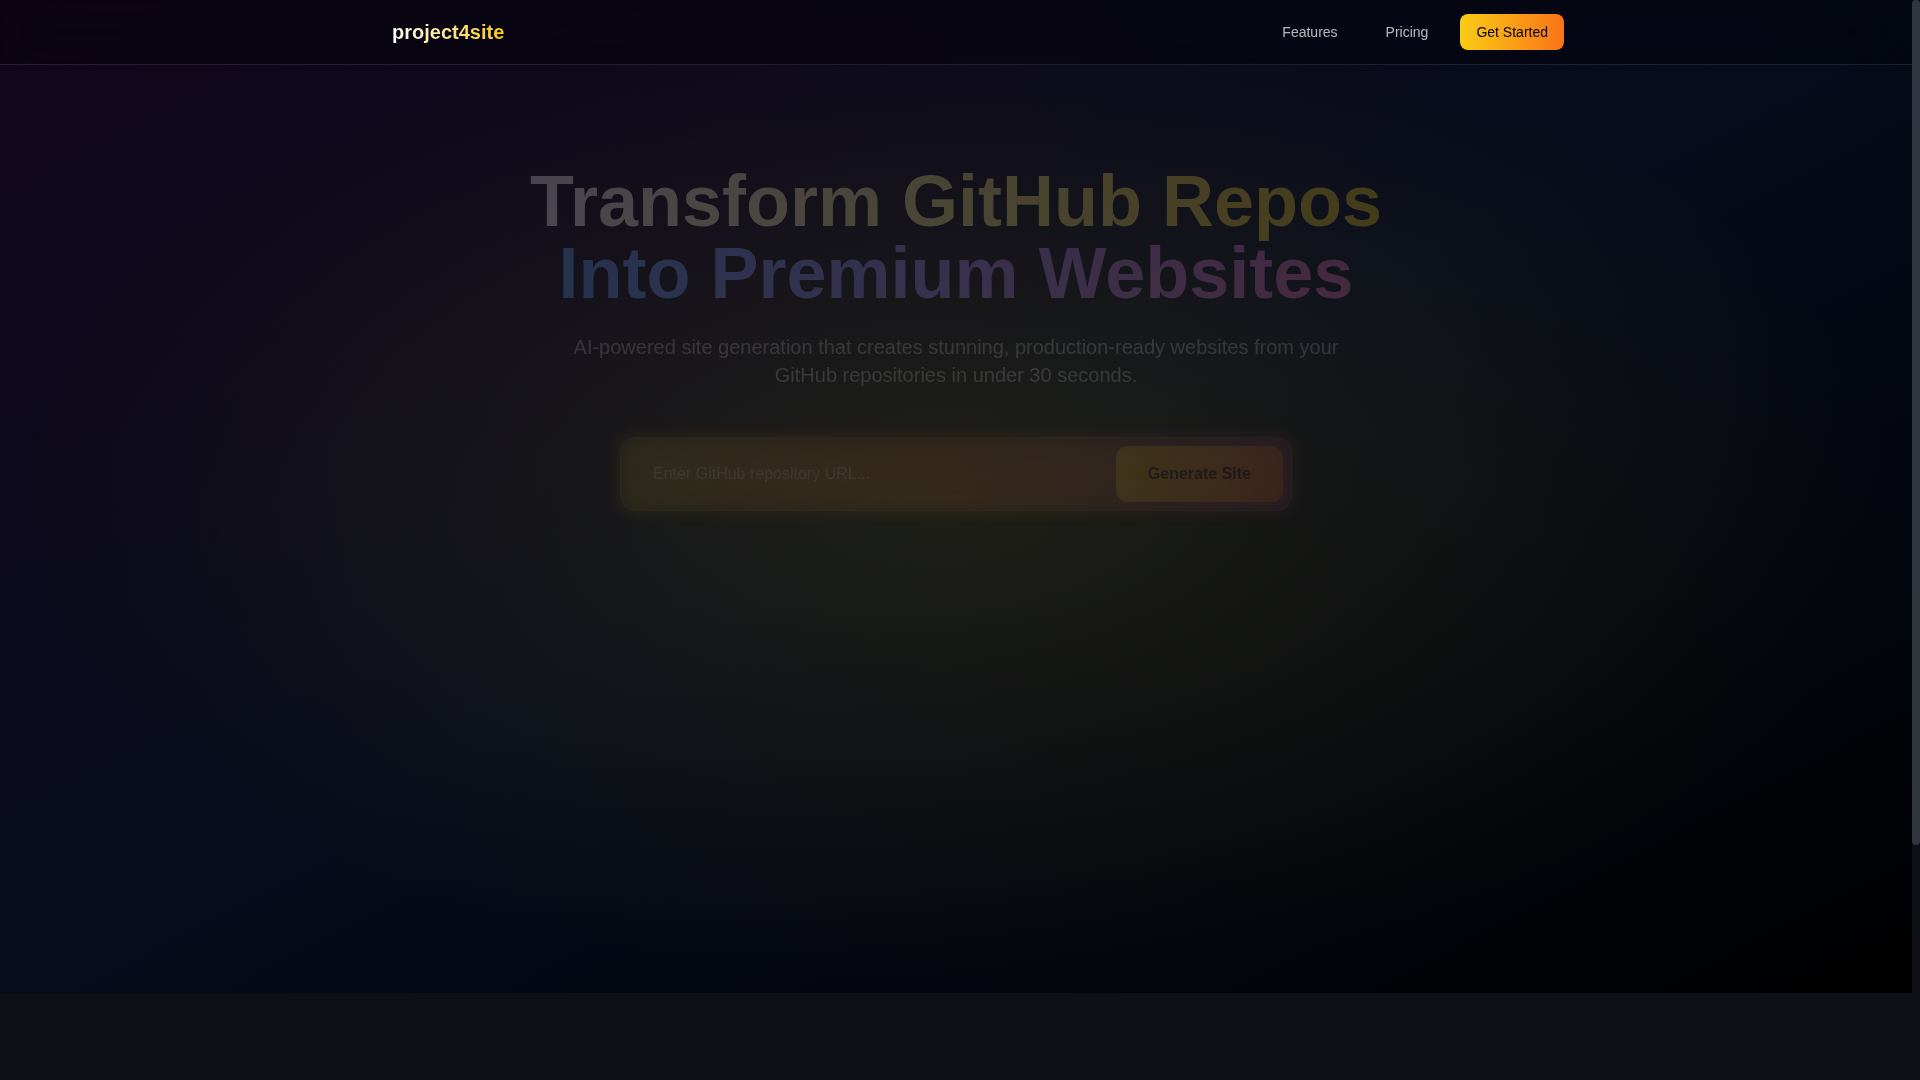 project4site
Features
Pricing
Get Started
Transform GitHub Repos
Into Premium Websites
AI-powered site generation that creates stunning, production-ready websites from your
GitHub repositories in under 30 seconds.
Enter GitHub repository URL...
Generate Site